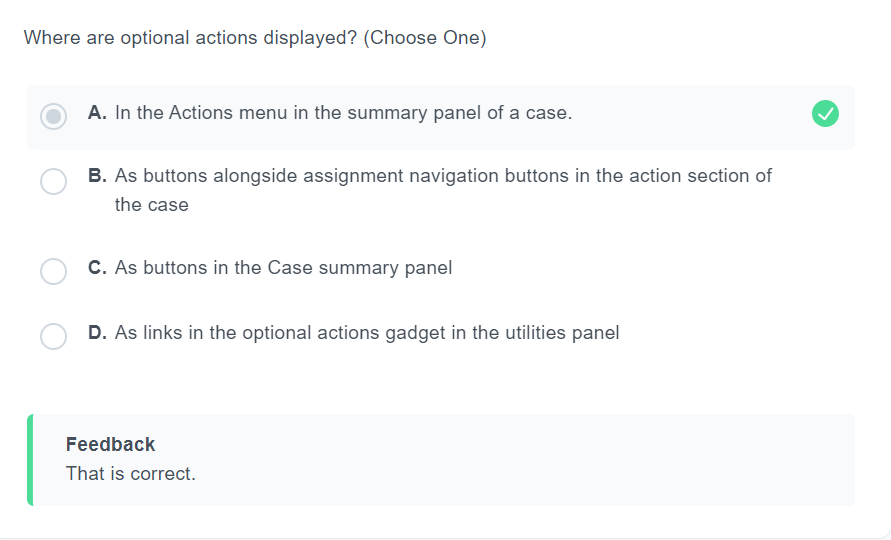 Where are optional actions displayed? (Choose One)
A. In the Actions menu in the summary panel of a case.
B. As buttons alongside assignment navigation buttons in the action section of
the case
C. As buttons in the Case summary panel
D. As links in the optional actions gadget in the utilities panel
Feedback
That is correct.